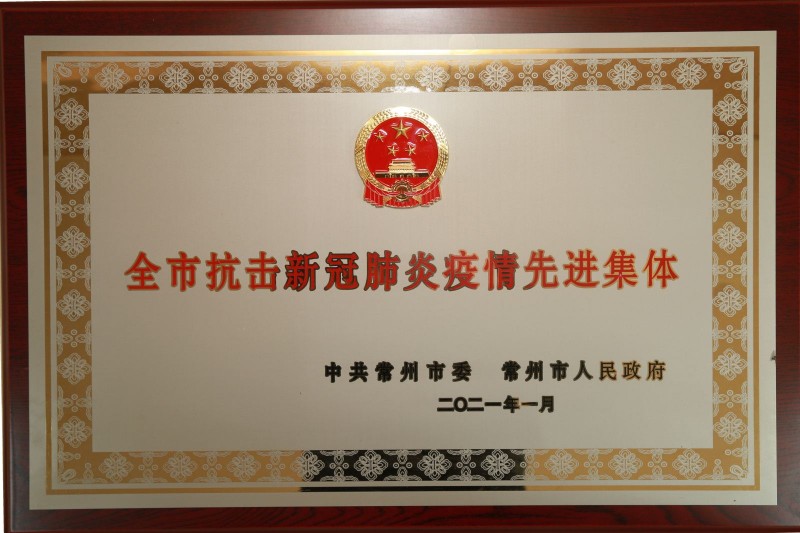 全市抗击新冠肺炎疫情先进集体
中共常州市委 常州市人民政府
二〇二一年一月